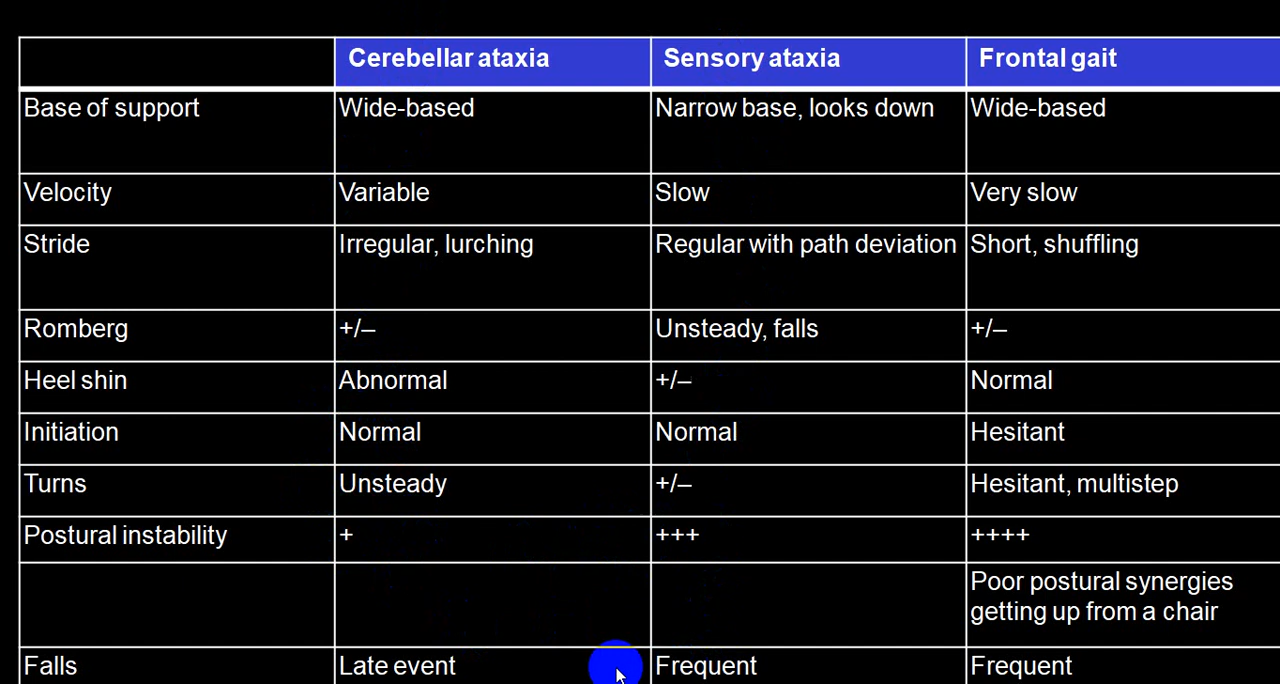 Cerebellar ataxia Sensory ataxia Frontal gait
Base of support Wide-based Narrow base, looks down Wide-based
Velocity Variable Slow Very slow
Stride Irregular, lurching Regular with path deviation Short, shuffling
Romberg +/– Unsteady, falls +/–
Heel shin Abnormal +/– Normal
Initiation Normal Normal Hesitant
Turns Unsteady +/– Hesitant, multistep
Postural instability + +++ ++++
Poor postural synergies
getting up from a chair
Falls Late event Frequent Frequent